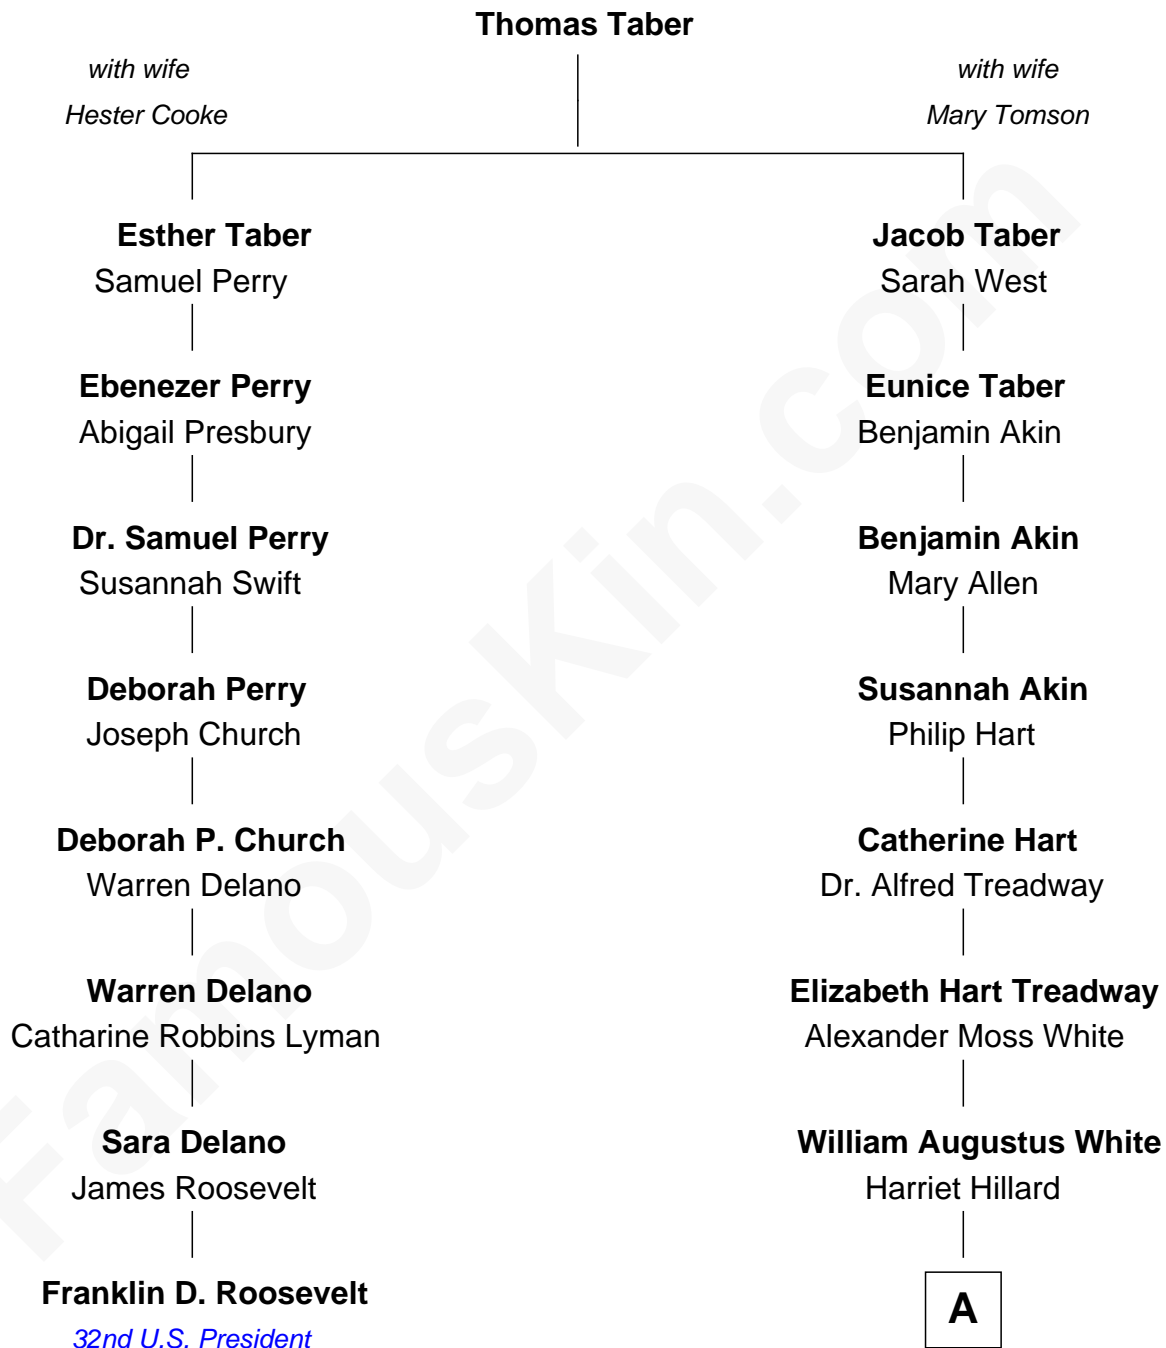 Thomas Taber
with wife
Hester Cooke
with wife
Mary Tomson
Esther Taber
Samuel Perry
Jacob Taber
Sarah West
Ebenezer Perry
Abigail Presbury
Eunice Taber
Benjamin Akin
Dr. Samuel Perry
Susannah Swift
Benjamin Akin
Mary Allen
Deborah Perry
Joseph Church
Susannah Akin
Philip Hart
Deborah P. Church
Warren Delano
Catherine Hart
Dr. Alfred Treadway
Warren Delano
Catharine Robbins Lyman
Elizabeth Hart Treadway
Alexander Moss White
Sara Delano
James Roosevelt
William Augustus White
Harriet Hillard
Franklin D. Roosevelt
32nd U.S. President
A
FamousKin.com